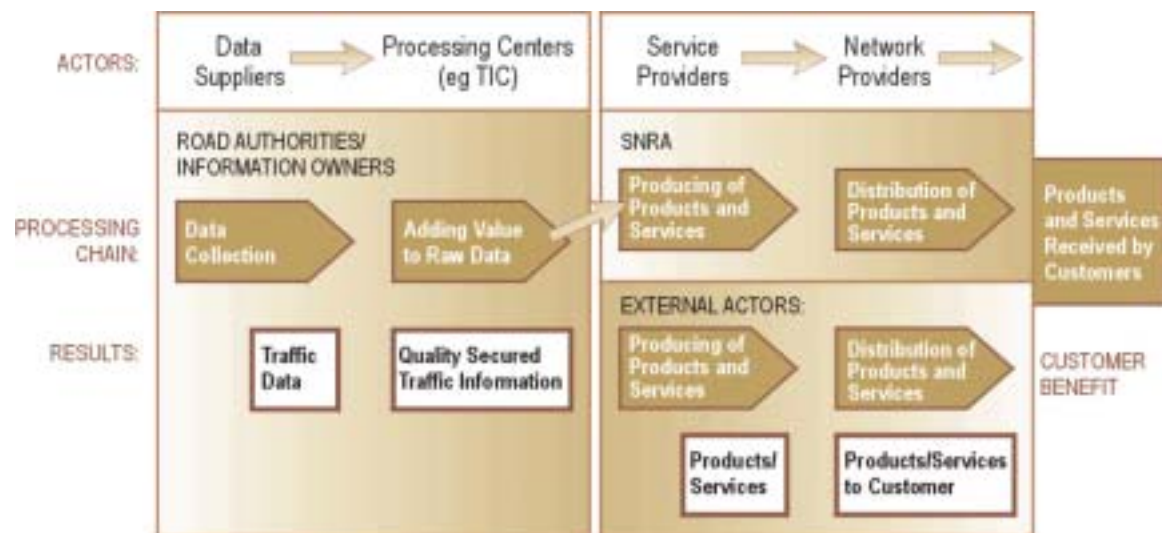 ACTORS:
Data
Suppliers
Processing Centers
(eg TIC)
Service
Providers
Network
Providers
ROAD AUTHORITIES/
INFORMATION OWNERS
SNRA
PROCESSING
CHAIN:
Data
Collection
Adding Value
to Raw Data
Producing of
Products and
Services
Distribution of
Products and
Services
Products
and Services
Received by
Customers
EXTERNAL ACTORS:
Producing of
Products and
Services
Distribution of
Products and
Services
RESULTS:
Traffic
Data
Quality Secured
Traffic Information
CUSTOMER
BENEFIT
Products/
Services
Products/Services
to Customer